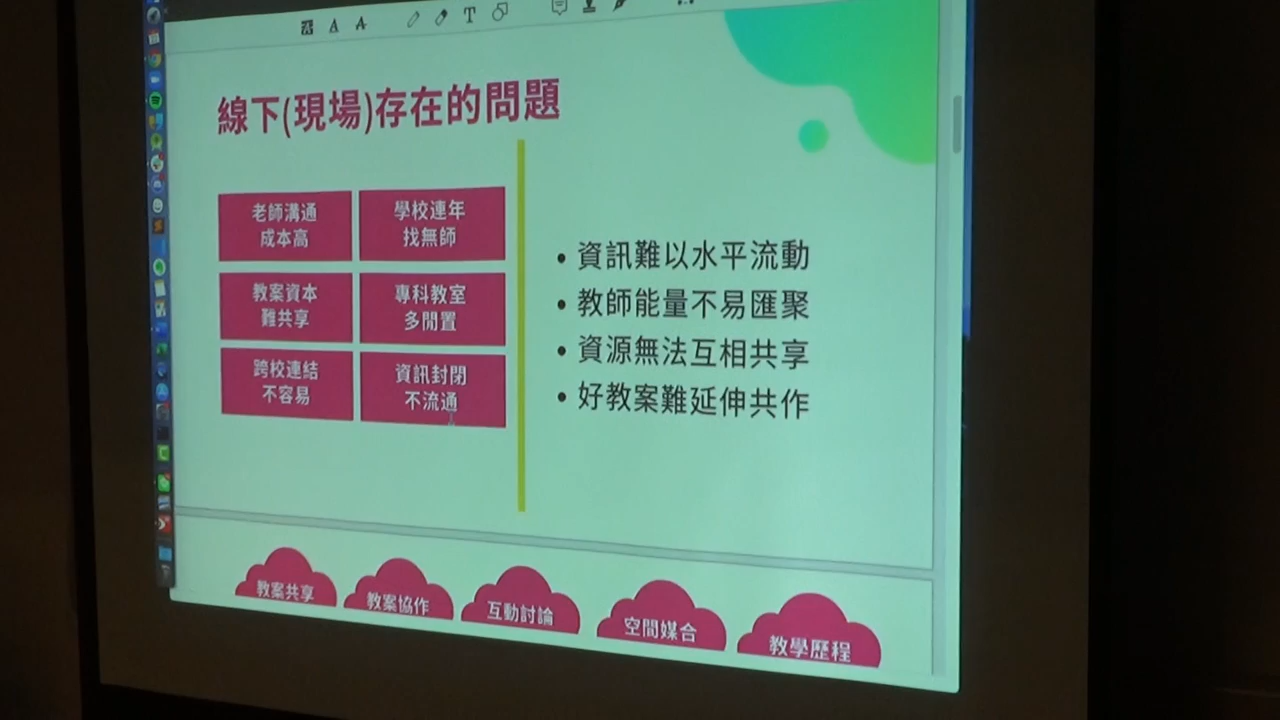 線下(現場)存在的問題
老師溝通
成本高
學校連年
找無師
教案資本
難共享
專科教室
多閒置
跨校連結
不容易
資訊封閉
不流通
• 資訊難以水平流動
• 教師能量不易匯聚
• 資源無法互相共享
• 好教案難延伸共作
教案共享
教案協作
互動討論
空間媒合
教學歷程